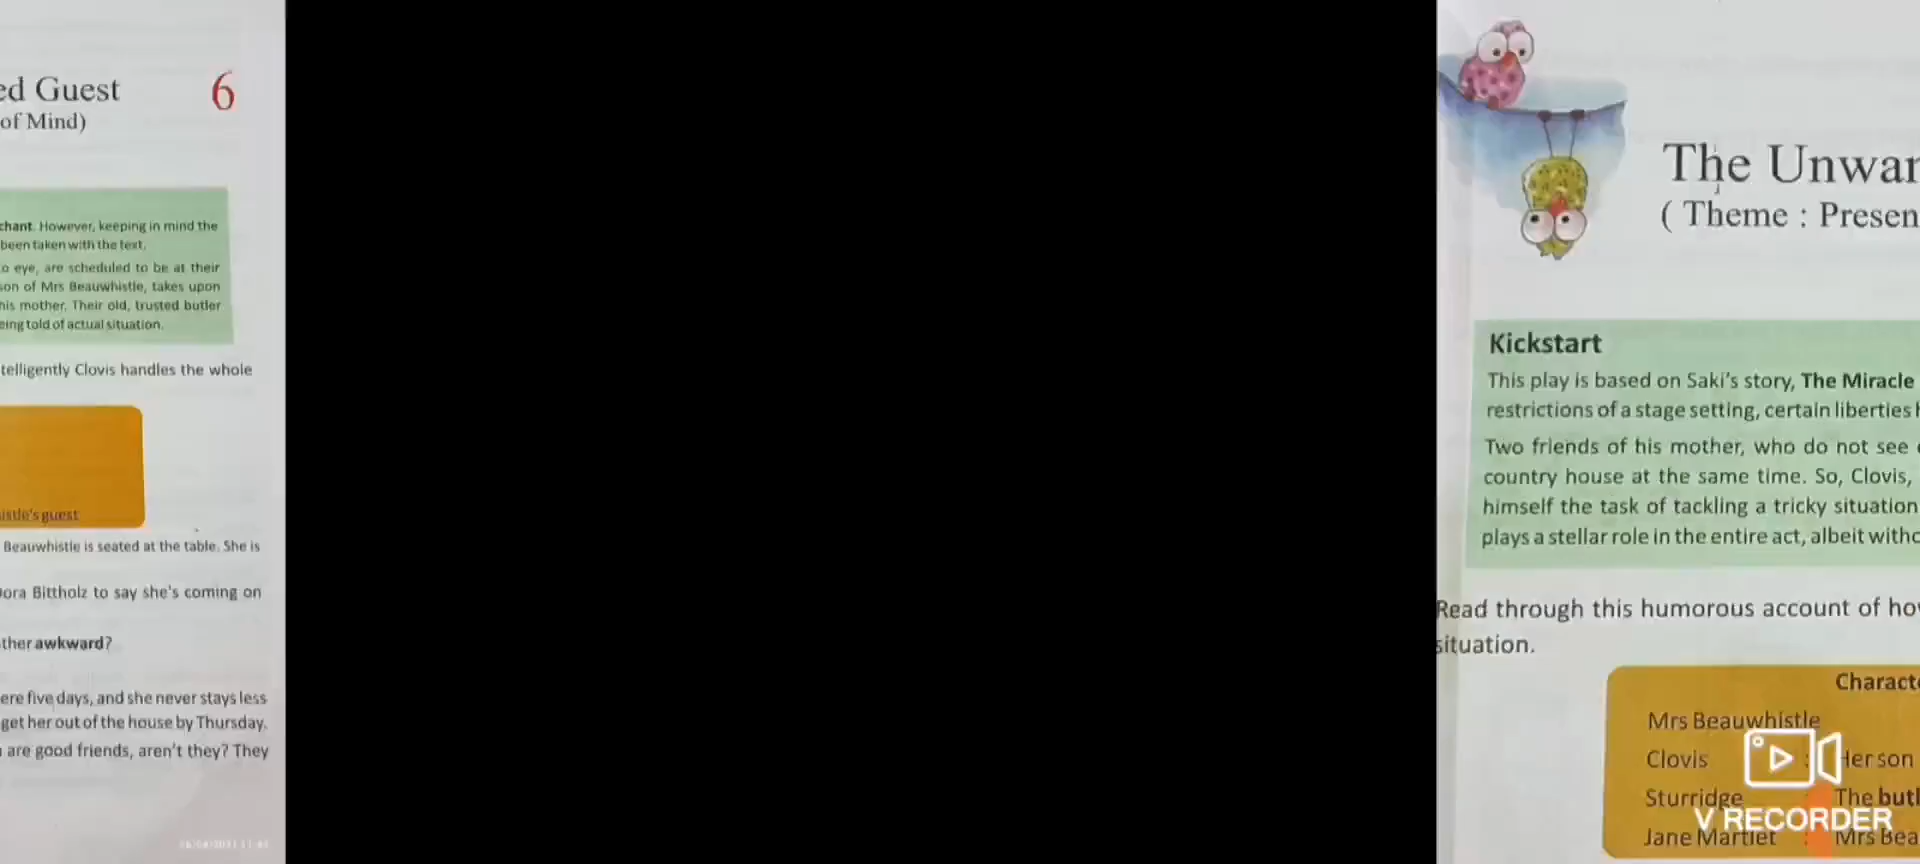 ed Guest
6
of Mind)
chant. However, keeping in mind the
been taken with the text.
o eye, are scheduled to be at their
son of Mrs Beauwhistle, takes upon
his mother. Their old, trusted butler
eing told of actual situation.
telligently Clovis handles the whole
istle's guest
Beauwhistle is seated at the table. She is
ora Bittholz to say she's coming on
ther awkward?
ere five days, and she never stays less
get her out of the house by Thursday.
are good friends, aren't they? They
The Unwan
( Theme : Presen
Kickstart
This play is based on Saki's story, The Miracle
restrictions of a stage setting, certain liberties h
Two friends of his mother, who do not see e
country house at the same time. So, Clovis,
himself the task of tackling a tricky situation
plays a stellar role in the entire act, albeit witho
Read through this humorous account of how
situation.
Characte
Mrs Beauwhistle
Clovis : Her son
Sturridge : The butl
V RECORDER
Jane Martlet : Mrs Bea